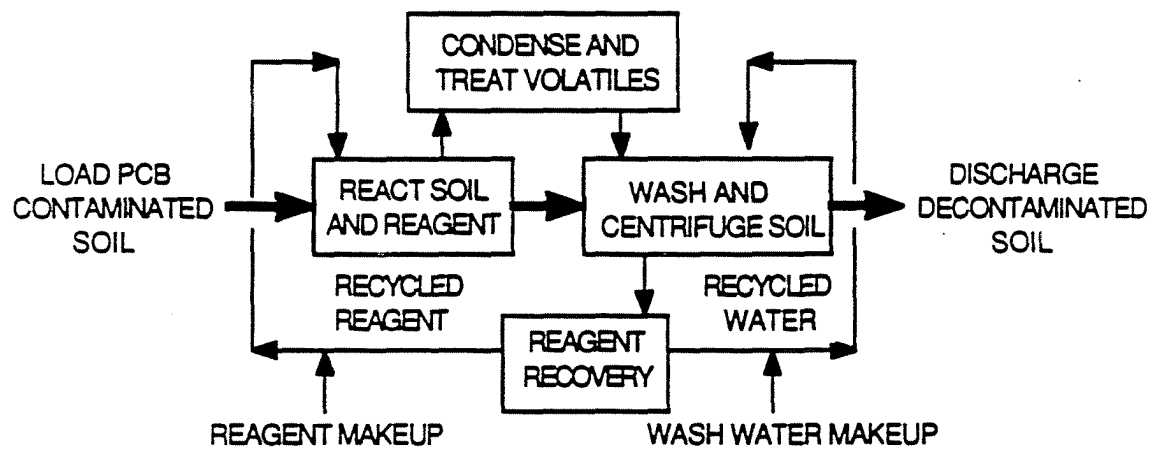 CONDENSE AND
TREAT VOLATILES
LOAD PCB
CONTAMINATED
SOIL
REACT SOIL
AND REAGENT
WASH AND
CENTRIFUGE SOIL
DISCHARGE
DECONTAMINATED
SOIL
RECYCLED
REAGENT
RECYCLED
WATER
REAGENT
RECOVERY
REAGENT MAKEUP
WASH WATER MAKEUP